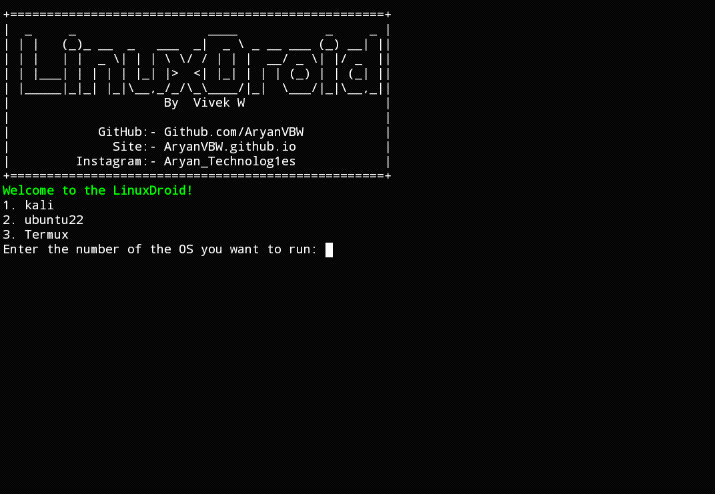 LinuxDroid
By Vivek W
GitHub:- Github.com/AryanVBW
Site:- AryanVBW.github.io
Instagram:- Aryan_Technolog1es
Welcome to the LinuxDroid!
1. kali
2. ubuntu22
3. Termux
Enter the number of the OS you want to run: